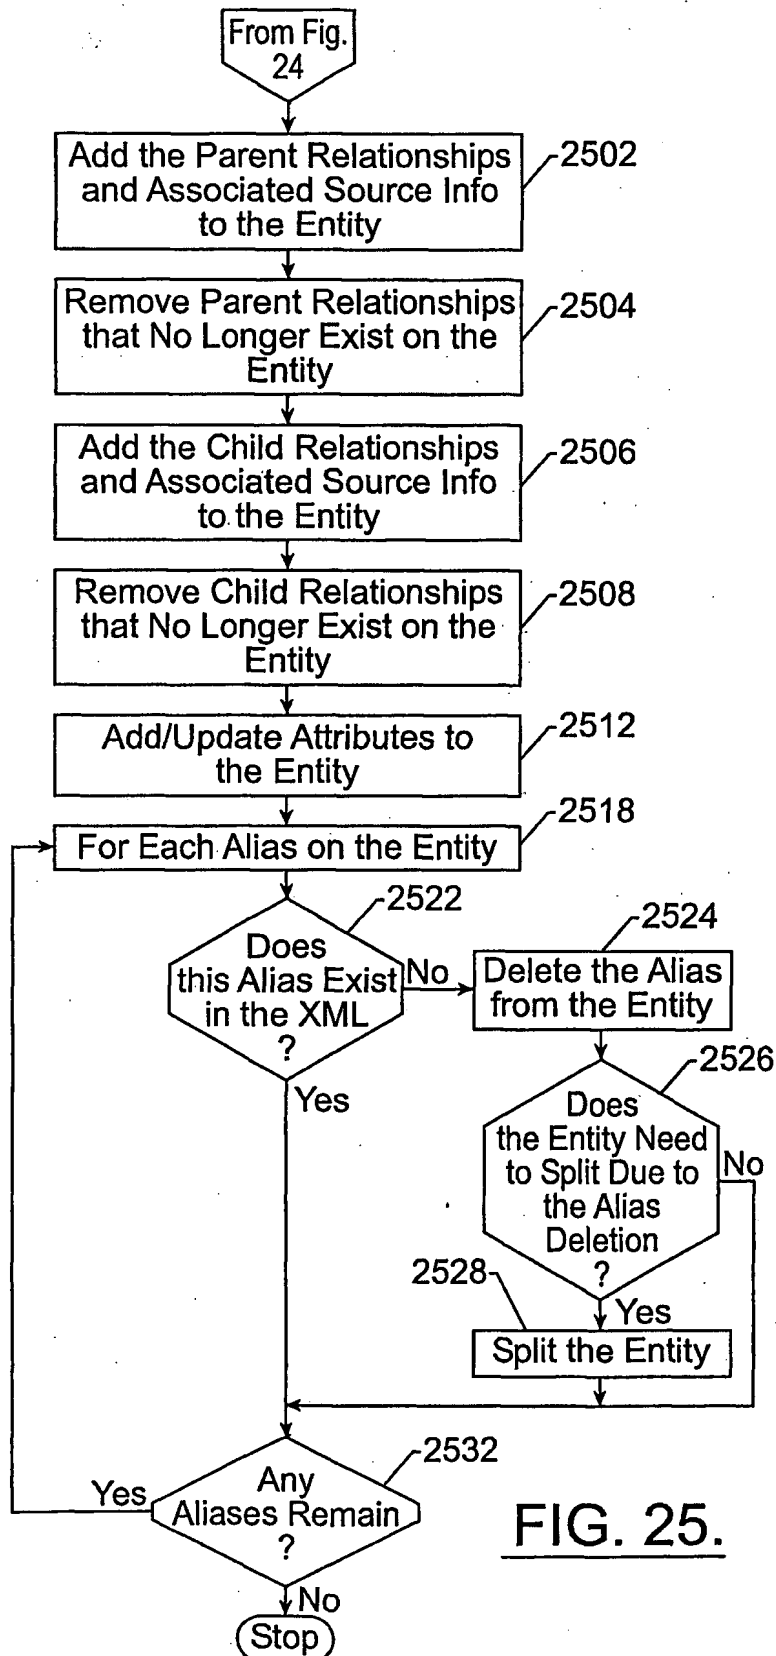 From Fig.
24
Add the Parent Relationships
and Associated Source Info
to the Entity
2502
Remove Parent Relationships
that No Longer Exist on the
Entity
2504
Add the Child Relationships
and Associated Source Info
to the Entity
2506
Remove Child Relationships
that No Longer Exist on the
Entity
2508
Add/Update Attributes to
the Entity
2512
For Each Alias on the Entity
2518
Does
this Alias Exist
in the XML
?
2522
No
Yes
Delete the Alias
from the Entity
2524
Does
the Entity Need
to Split Due to
the Alias
Deletion
?
2526
No
Yes
2528
Split the Entity
Any
Aliases Remain
?
2532
Yes
No
Stop
FIG. 25.